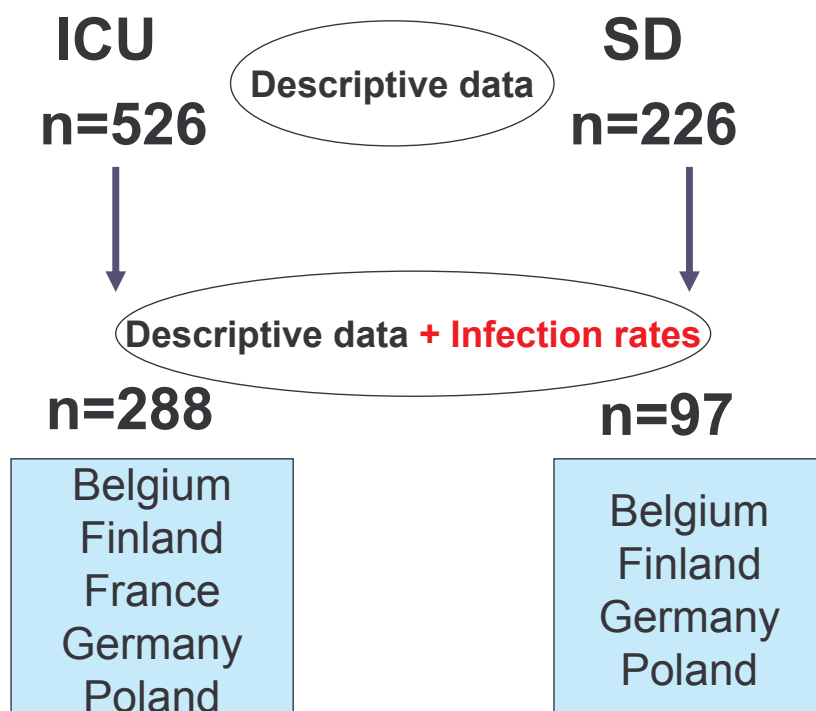 ICU
SD
Descriptive data
n=526
n=226
Descriptive data + Infection rates
n=288
n=97
Belgium
Finland
France
Germany
Poland
Belgium
Finland
Germany
Poland